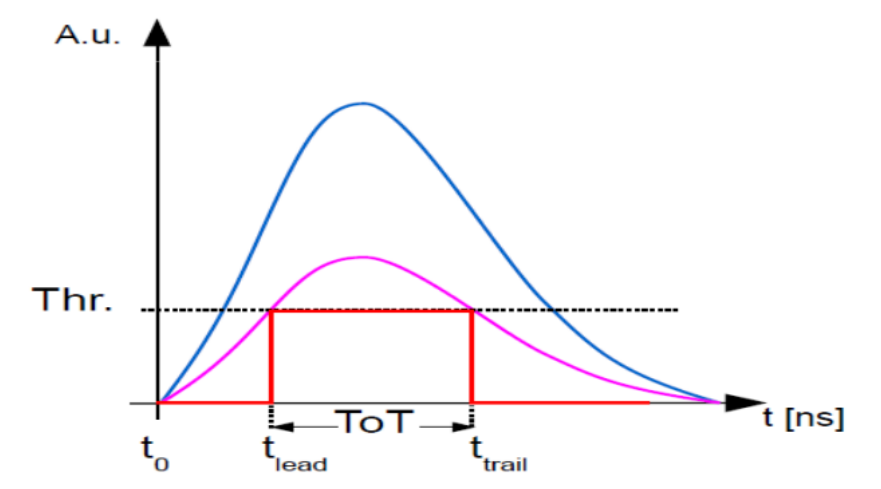 A.u.
Thr.
ToT
t [ns]
t0
tlead
ttrail